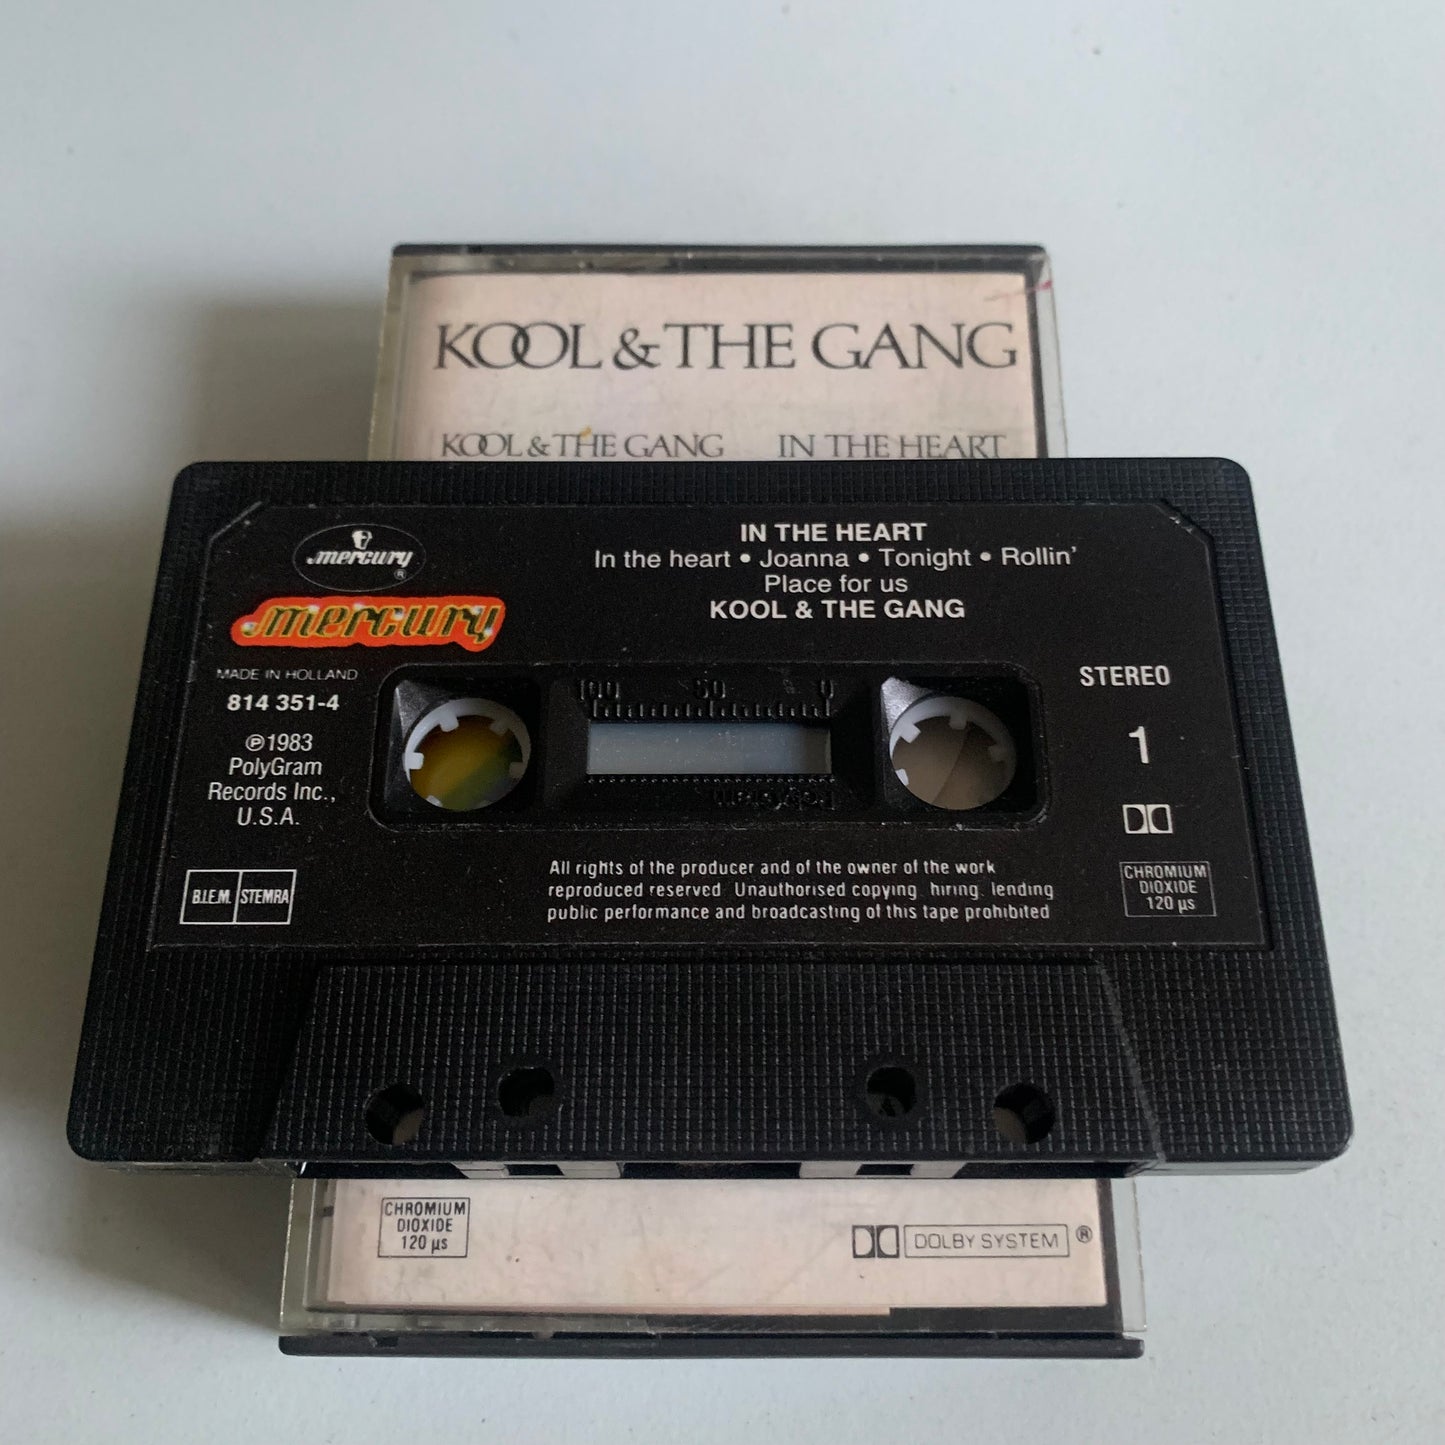 KOOL & THE GANG
KOOL & THE GANG IN THE HEART
mercury
®
mercury
IN THE HEART
In the heart • Joanna • Tonight • Rollin'
Place for us
KOOL & THE GANG
MADE IN HOLLAND
814 351-4
℗1983
PolyGram
Records Inc.,
U.S.A.
B.I.E.M. STEMRA
100 50 0
PolyGram
STEREO
1
CHROMIUM
DIOXIDE
120 µs
All rights of the producer and of the owner of the work
reproduced reserved Unauthorised copying, hiring, lending
public performance and broadcasting of this tape prohibited
CHROMIUM
DIOXIDE
120 µs
DOLBY SYSTEM ®